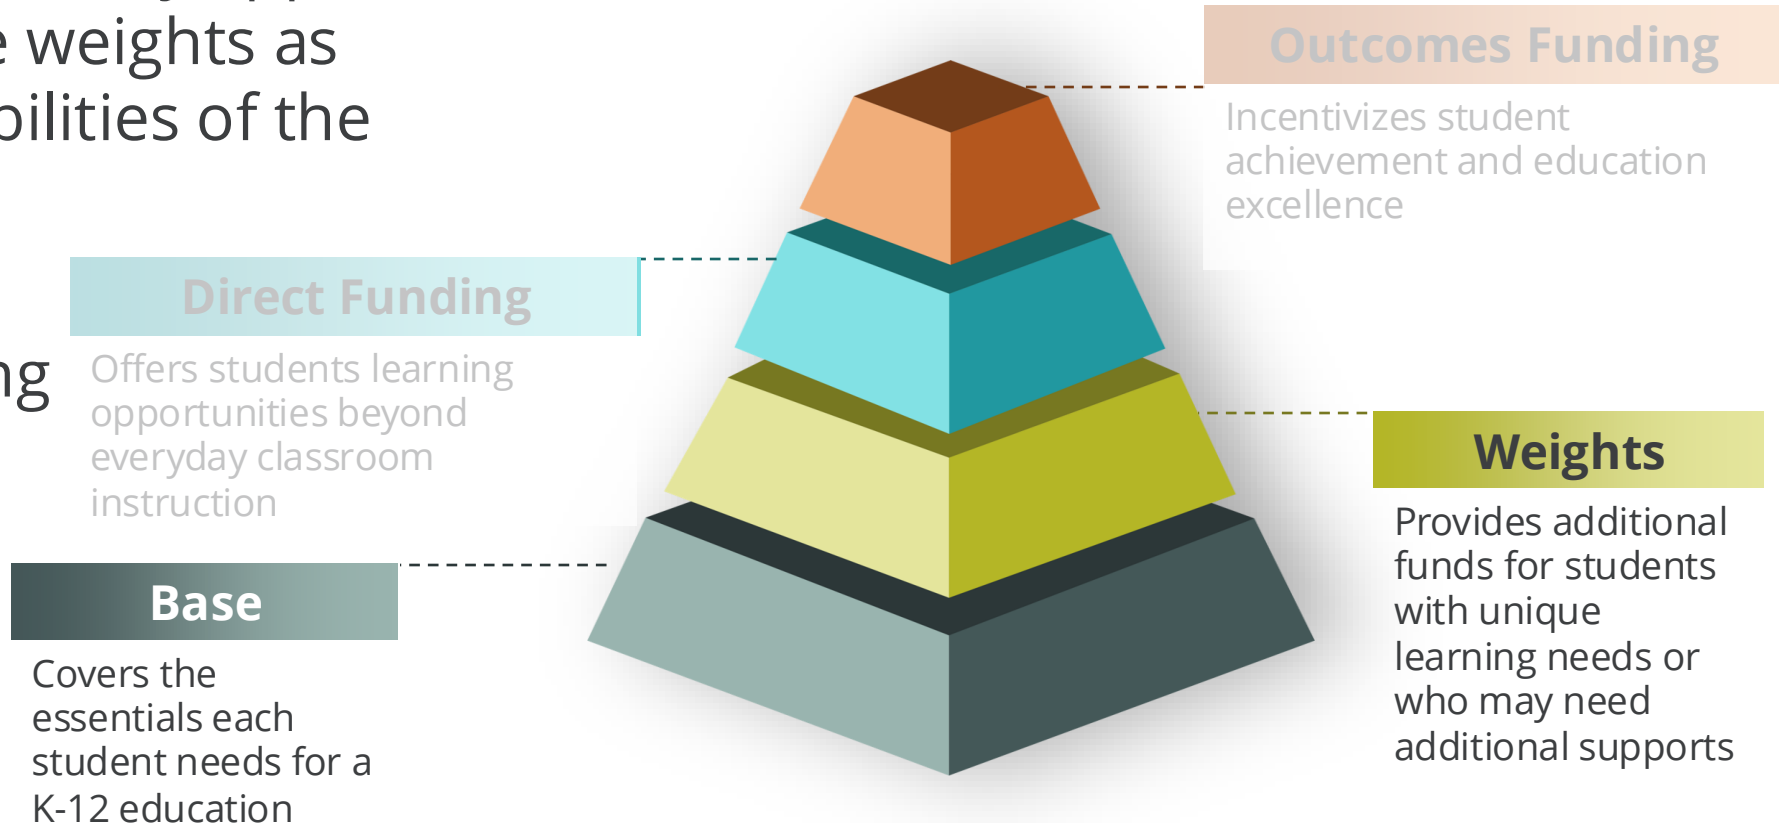 weights as
bilities of the
ng
Outcomes Funding
Incentivizes student
achievement and education
excellence
Direct Funding
Offers students learning
opportunities beyond
everyday classroom
instruction
Weights
Provides additional
funds for students
with unique
learning needs or
who may need
additional supports
Base
Covers the
essentials each
student needs for a
K-12 education